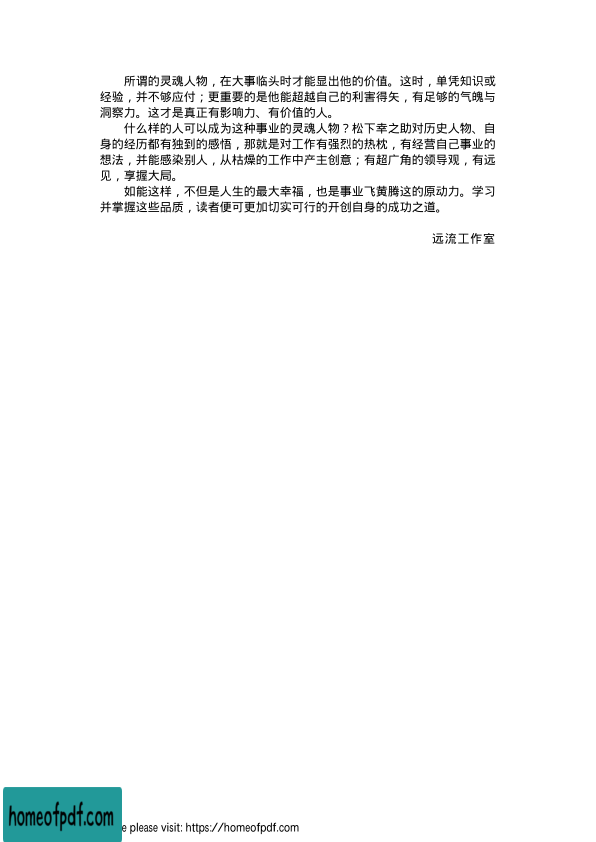 所谓的灵魂人物，在大事临头时才能显出他的价值。这时，单凭知识或
经验，并不够应付；更重要的是他能超越自己的利害得矢，有足够的气魄与
洞察力。这才是真正有影响力、有价值的人。
什么样的人可以成为这种事业的灵魂人物？松下幸之助对历史人物、自
身的经历都有独到的感悟，那就是对工作有强烈的热枕，有经营自己事业的
想法，并能感染别人，从枯燥的工作中产主创意；有超广角的领导观，有远
见，享握大局。
如能这样，不但是人生的最大幸福，也是事业飞黄腾这的原动力。学习
并掌握这些品质，读者便可更加切实可行的开创自身的成功之道。
远流工作室
homeofpdf.com
e please visit: https://homeofpdf.com